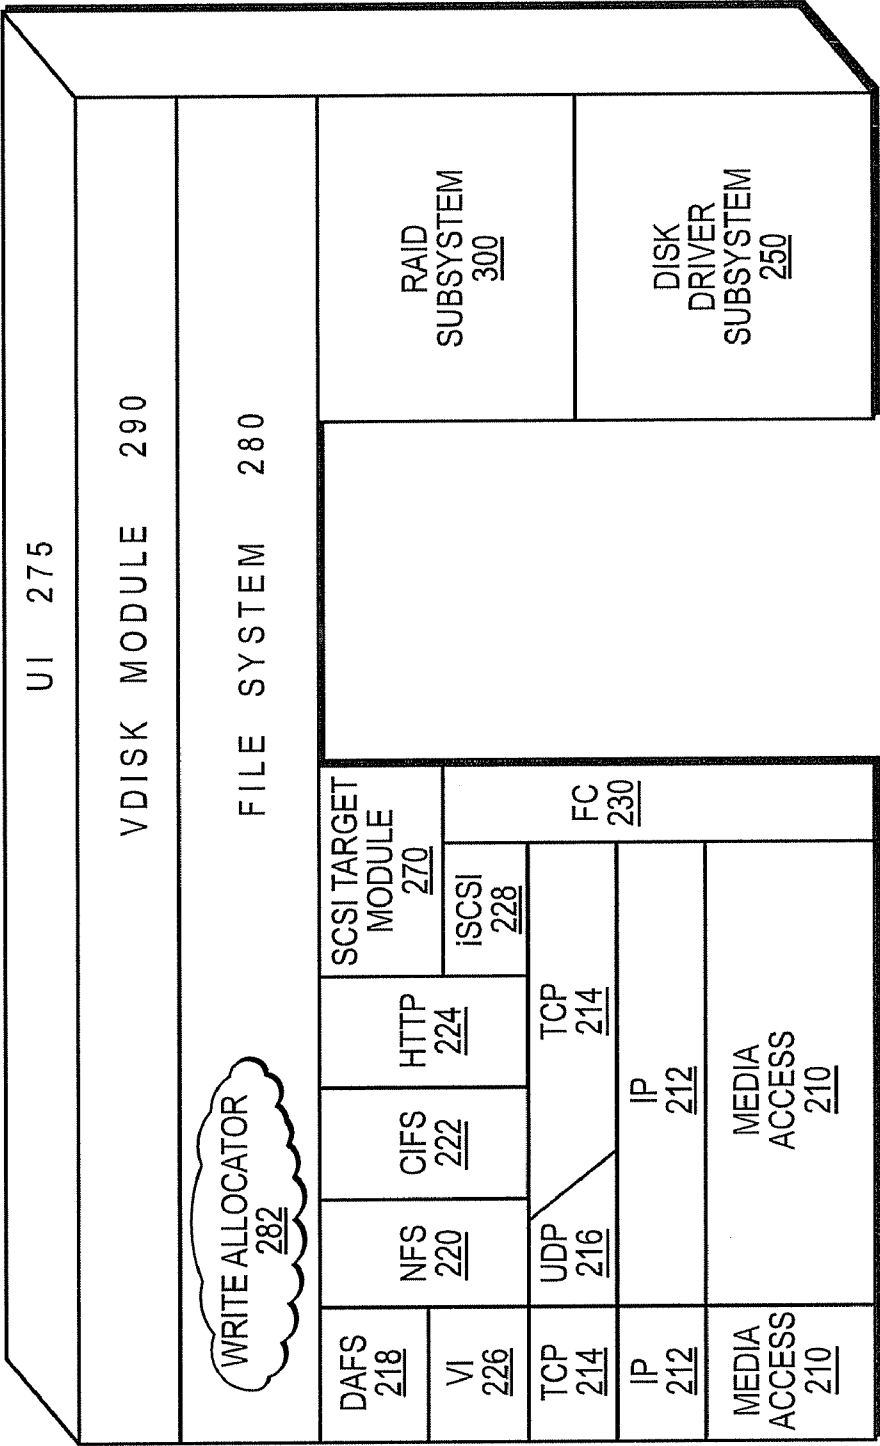 UI 275
VDISK MODULE 290
FILE SYSTEM 280
WRITE ALLOCATOR
282
DAFS
218
VI
226
TCP
214
IP
212
MEDIA
ACCESS
210
NFS
220
CIFS
222
HTTP
224
SCSI TARGET
MODULE
270
iSCSI
228
FC
230
UDP
216
TCP
214
IP
212
MEDIA
ACCESS
210
RAID
SUBSYSTEM
300
DISK
DRIVER
SUBSYSTEM
250